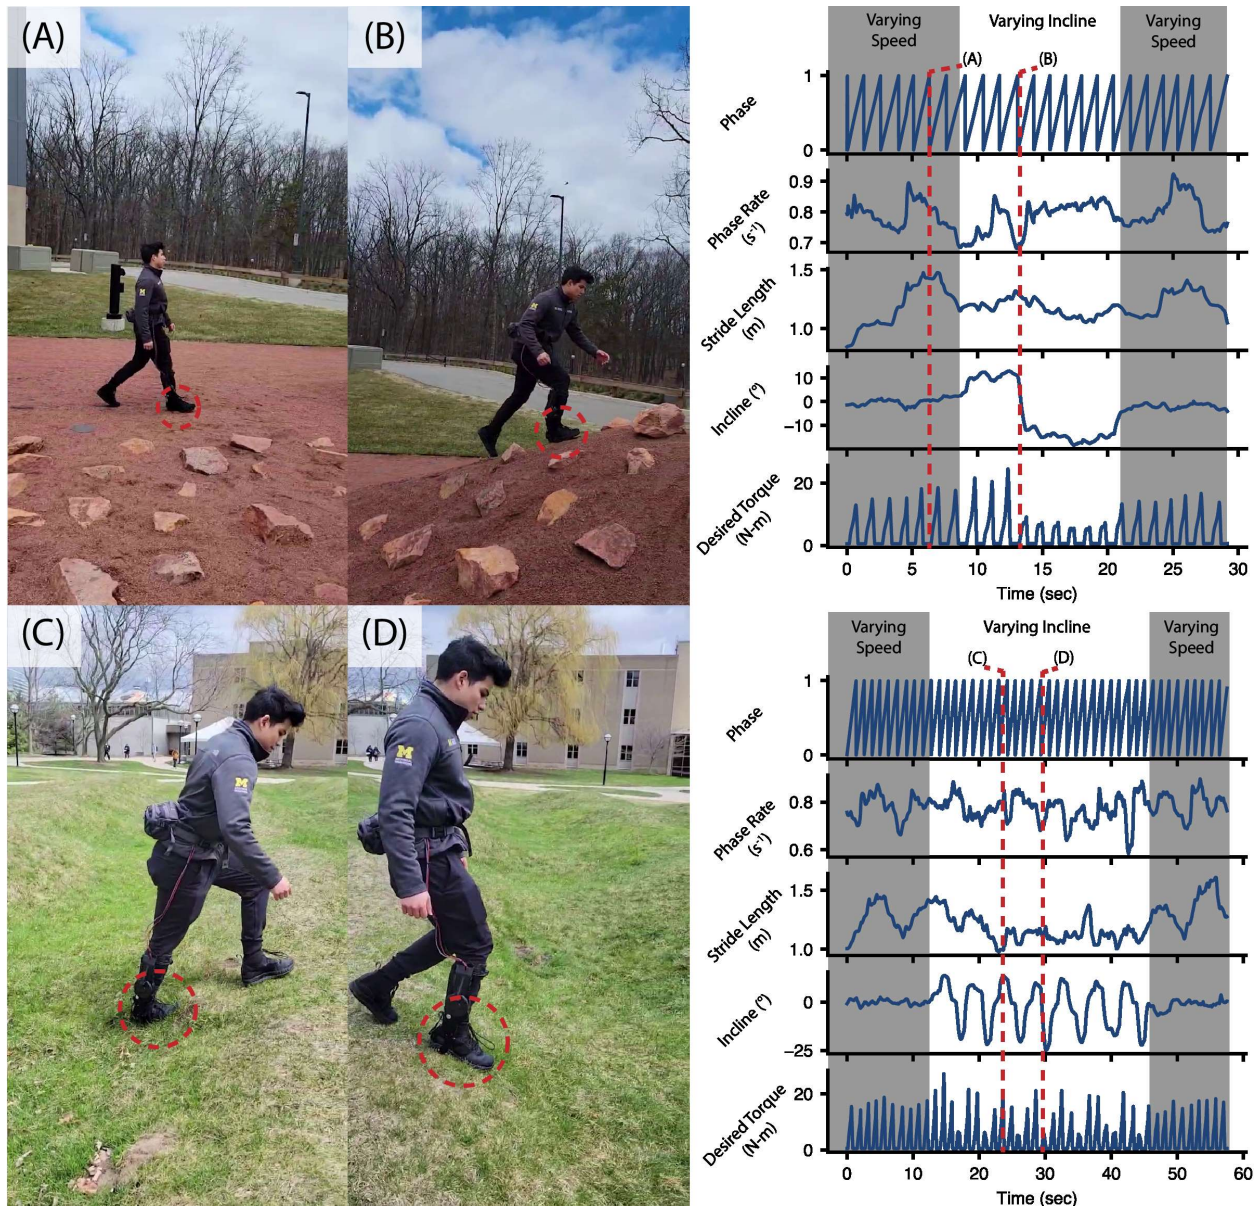 (A)
(B)
Varying
Speed
Varying Incline
Varying
Speed
(A)
(B)
Phase
1
0
Phase Rate
(s⁻¹)
0.9
0.8
0.7
Stride Length
(m)
1.5
1.0
Incline (°)
10
0
−10
Desired Torque
(N-m)
20
0
0
5
10
15
20
25
30
Time (sec)
(C)
(D)
M
M
M
Varying
Speed
Varying Incline
Varying
Speed
(C)
(D)
Phase
1
0
Phase Rate
(s⁻¹)
0.8
0.6
Stride Length
(m)
1.5
1.0
Incline (°)
0
−25
Desired Torque
(N-m)
20
0
0
10
20
30
40
50
60
Time (sec)